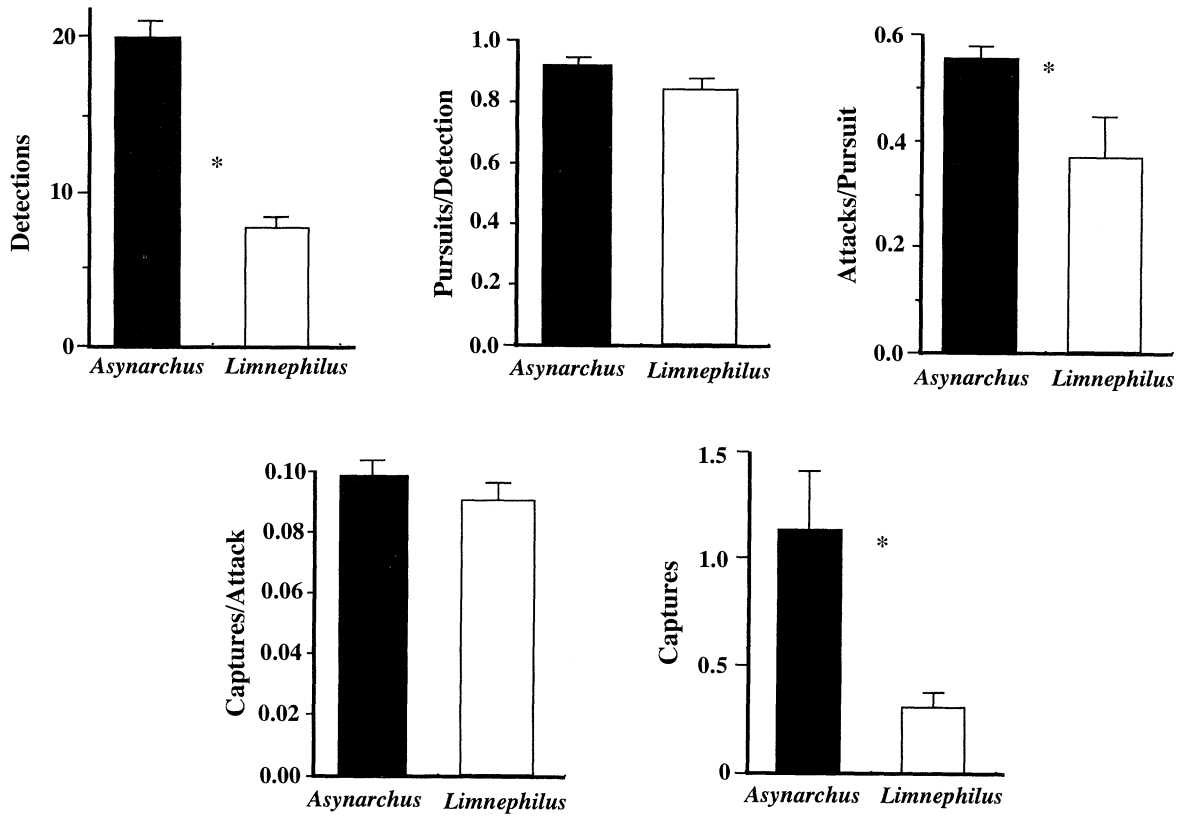 Detections
20
10
0
*
Asynarchus Limnephilus
Pursuits/Detection
1.0
0.8
0.6
0.4
0.2
0.0
Asynarchus Limnephilus
Attacks/Pursuit
0.6
0.4
0.2
0.0
*
Asynarchus Limnephilus
Captures/Attack
0.10
0.08
0.06
0.04
0.02
0.00
Asynarchus Limnephilus
Captures
1.5
1.0
0.5
0
*
Asynarchus Limnephilus